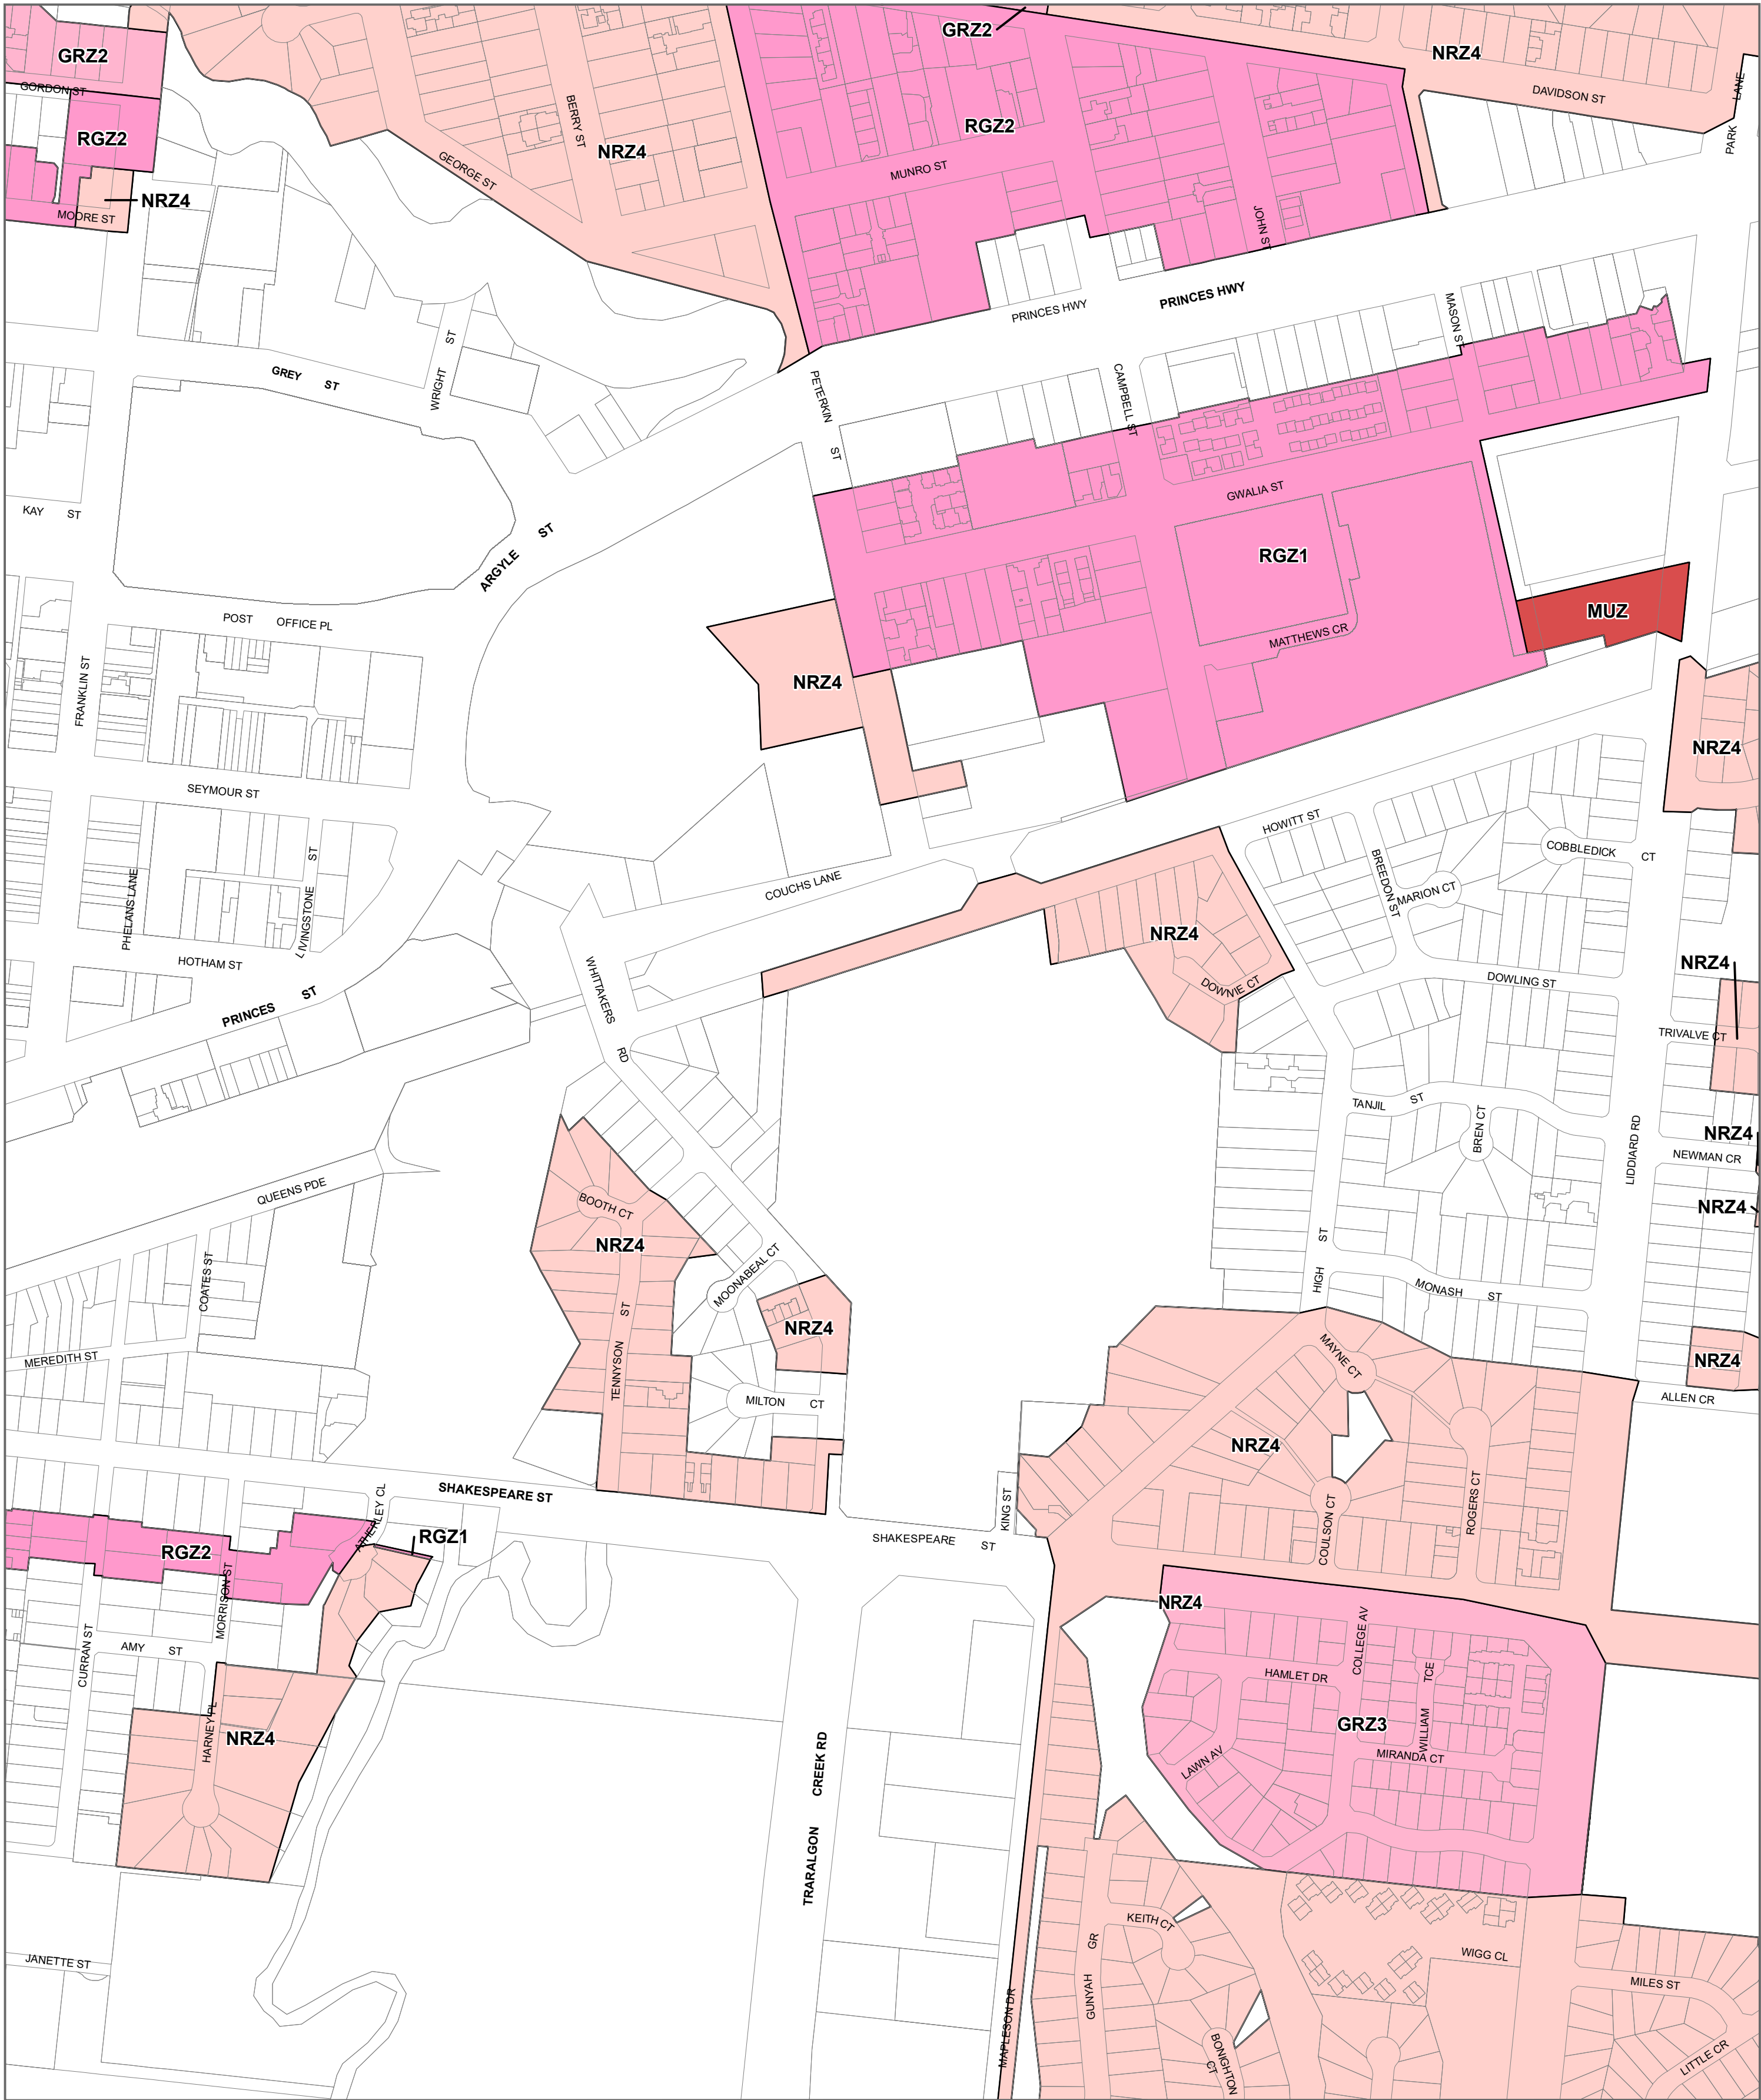 GRZ2
GRZ2
NRZ4
GORDON ST
DAVIDSON ST
LANE
PARK
RGZ2
BERRY ST
NRZ4
RGZ2
GEORGE ST
MUNRO ST
NRZ4
MOORE ST
JOHN ST
PRINCES HWY
PRINCES HWY
MASON ST
GREY ST
WRIGHT ST
PETERKIN ST
CAMPBELL ST
GWALIA ST
KAY ST
ARGYLE ST
RGZ1
POST OFFICE PL
MUZ
MATTHEWS CR
FRANKLIN ST
NRZ4
NRZ4
SEYMOUR ST
HOWITT ST
BREEDON ST
COBBLEDICK CT
PHELANS LANE
LIVINGSTONE ST
COUCHS LANE
MARION CT
NRZ4
HOTHAM ST
WHITTAKERS RD
DOWNIE CT
DOWLING ST
NRZ4
PRINCES ST
TRIVALVE CT
TANJIL ST
BREN CT
NRZ4
LIDDIARD RD
NEWMAN CR
QUEENS PDE
BOOTH CT
NRZ4
NRZ4
COATES ST
MOONABEAL CT
HIGH ST
MONASH ST
NRZ4
TENNYSON ST
MEREDITH ST
MAYNE CT
NRZ4
MILTON CT
ALLEN CR
NRZ4
SHAKESPEARE ST
KING ST
COULSON CT
ROGERS CT
ATHERLEY CL
RGZ1
SHAKESPEARE ST
RGZ2
MORRISON ST
NRZ4
CURRAN ST
AMY ST
COLLEGE AV
HAMLET DR
WILLIAM TCE
HARNEY PL
NRZ4
GRZ3
LAWN AV
MIRANDA CT
TRARALGON CREEK RD
KEITH CT
GUNYAH GR
WIGG CL
JANETTE ST
MILES ST
MAPLESON DR
BONIGHTON CT
LITTLE CR